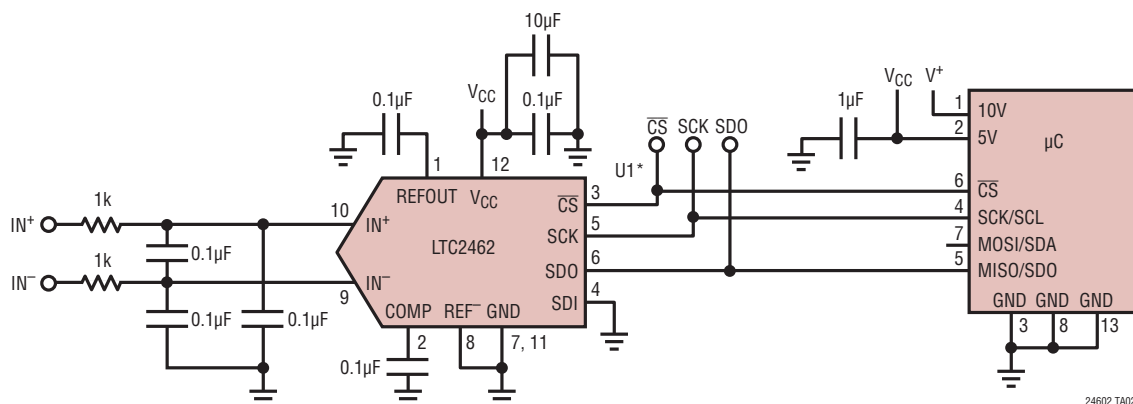 10µF
VCC
0.1µF
0.1µF
1
12
REFOUT
VCC
1k
IN+
10
IN+
0.1µF
LTC2462
1k
IN−
9
IN−
0.1µF
0.1µF
COMP
REF−
GND
2
8
7, 11
0.1µF
3
CS
5
SCK
6
SDO
4
SDI
CS
SCK
SDO
U1*
1µF
VCC
V+
1
10V
2
5V
µC
6
CS
4
SCK/SCL
7
MOSI/SDA
5
MISO/SDO
GND
GND
GND
3
8
13
24602 TA02